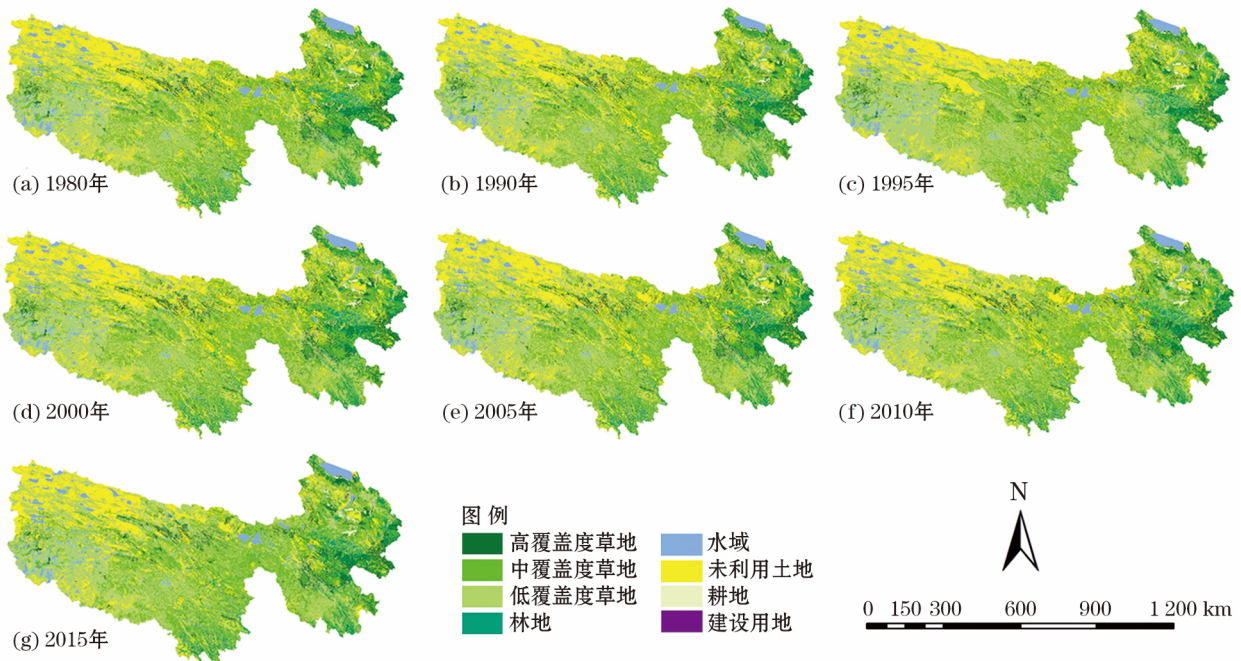 (a) 1980年
(b) 1990年
(c) 1995年
(d) 2000年
(e) 2005年
(f) 2010年
(g) 2015年
图 例
高覆盖度草地
中覆盖度草地
低覆盖度草地
林地
水域
未利用土地
耕地
建设用地
N
0 150 300 600 900 1 200 km